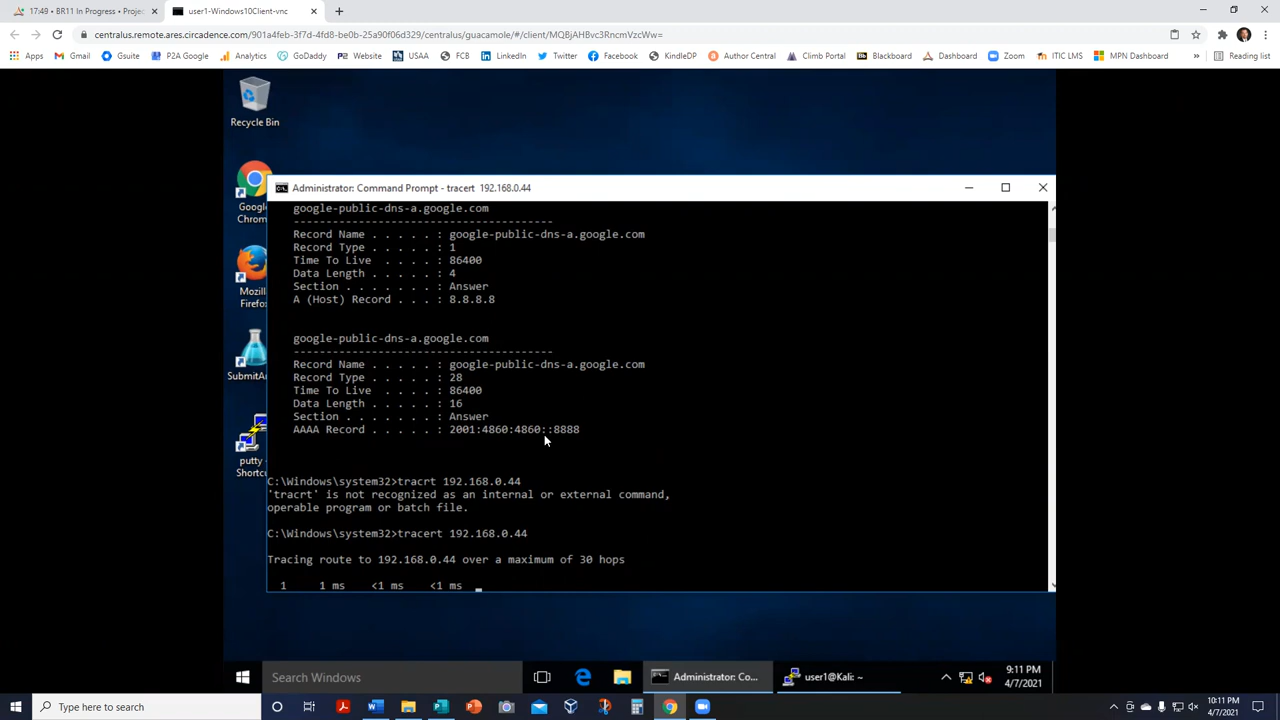 17:49 - BR11 In Progress - Projec
user1-Windows10Client-vnc
centralus.remote.ares.circadence.com/901a4feb-3f7d-4fd8-be0b-25a90f06d329/centralus/guacamole/#/client/MQBjAHBvc3RncmVzcWw=
Apps
Gmail
P2A Google
Analytics
GoDaddy
Website
USAA
FCB
LinkedIn
Twitter
Facebook
KindleDP
Author Central
Climb Portal
Blackboard
Dashboard
Zoom
ITIC LMS
MPN Dashboard
»
Reading list
Recycle Bin
Google
Chrom
Mozil
Firefo
SubmitAr
putty -
Shortcu
Administrator: Command Prompt - tracert 192.168.0.44
google-public-dns-a.google.com
----------------------------------------
Record Name . . . . . : google-public-dns-a.google.com
Record Type . . . . . : 1
Time To Live  . . . . : 86400
Data Length . . . . . : 4
Section . . . . . . . : Answer
A (Host) Record . . . : 8.8.8.8
google-public-dns-a.google.com
----------------------------------------
Record Name . . . . . : google-public-dns-a.google.com
Record Type . . . . . : 28
Time To Live  . . . . : 86400
Data Length . . . . . : 16
Section . . . . . . . : Answer
AAAA Record . . . . . : 2001:4860:4860::8888
C:\Windows\system32>tracrt 192.168.0.44
'tracrt' is not recognized as an internal or external command,
operable program or batch file.
C:\Windows\system32>tracert 192.168.0.44
Tracing route to 192.168.0.44 over a maximum of 30 hops
1 1 ms <1 ms <1 ms
Search Windows
Administrator: Co...
user1@Kali: ~
9:11 PM
4/7/2021
Type here to search
10:11 PM
4/7/2021